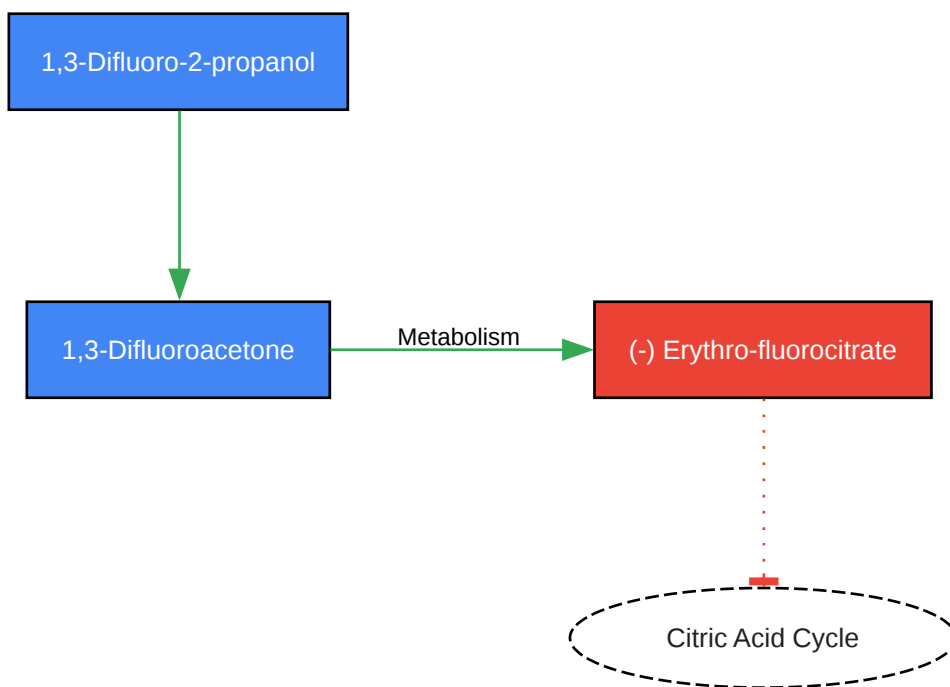 1,3-Difluoro-2-propanol
1,3-Difluoroacetone
Metabolism
(-) Erythro-fluorocitrate
Citric Acid Cycle